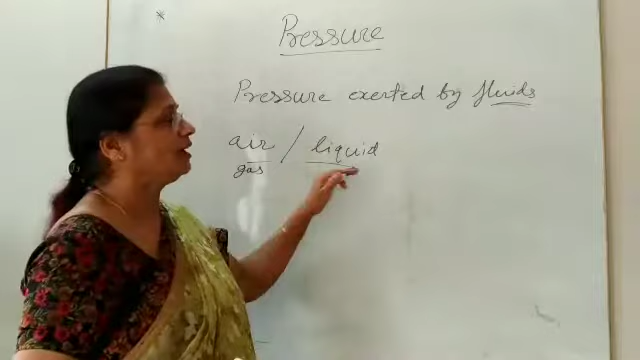 *
Pressure
Pressure exerted by fluids
air / liquid
gas